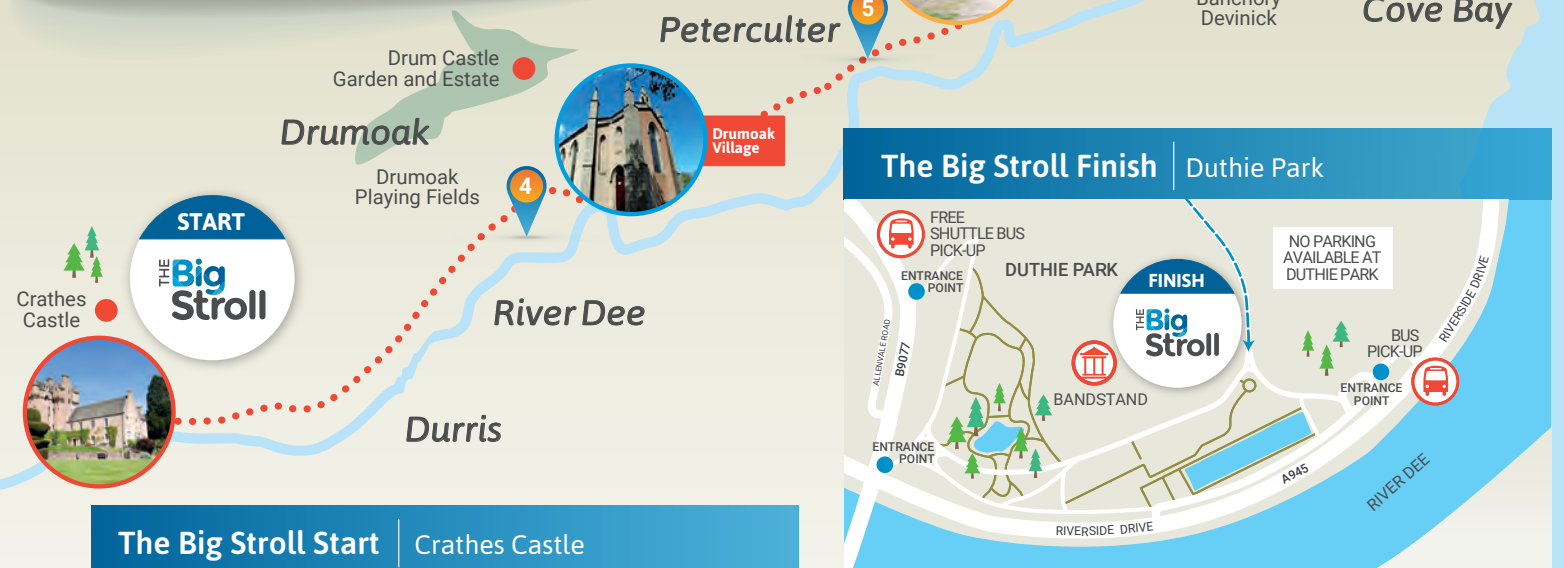 5
Peterculter
Banchory
Devinick
Cove Bay
Drum Castle
Garden and Estate
Drumoak
Drumoak
Village
Drumoak
Playing Fields
4
START
THE
Big
Stroll
Crathes
Castle
River Dee
Durris
The Big Stroll Start | Crathes Castle
The Big Stroll Finish | Duthie Park
FREE
SHUTTLE BUS
PICK-UP
ENTRANCE
POINT
DUTHIE PARK
FINISH
THE
Big
Stroll
NO PARKING
AVAILABLE AT
DUTHIE PARK
RIVERSIDE DRIVE
BUS
PICK-UP
ENTRANCE
POINT
ALLENVALE ROAD
B9077
BANDSTAND
ENTRANCE
POINT
A945
RIVER DEE
RIVERSIDE DRIVE